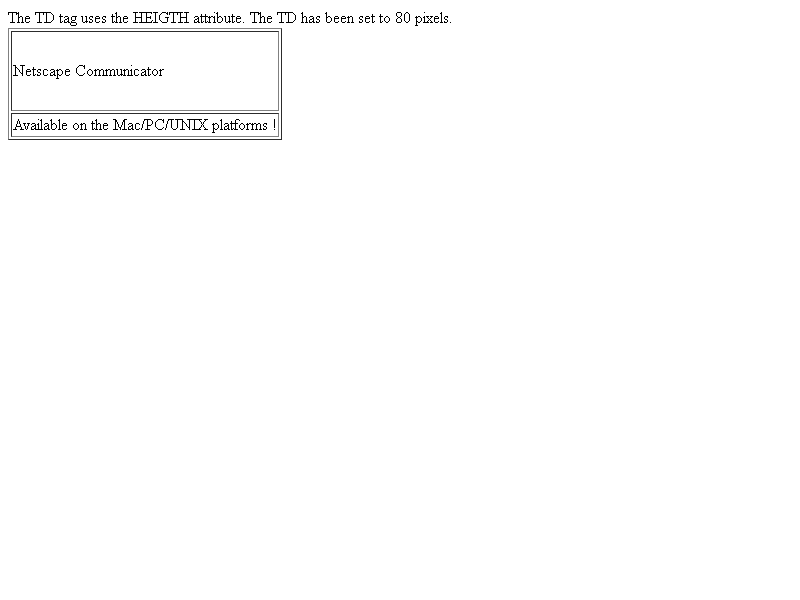 The TD tag uses the HEIGTH attribute. The TD has been set to 80 pixels.
Netscape Communicator
Available on the Mac/PC/UNIX platforms !